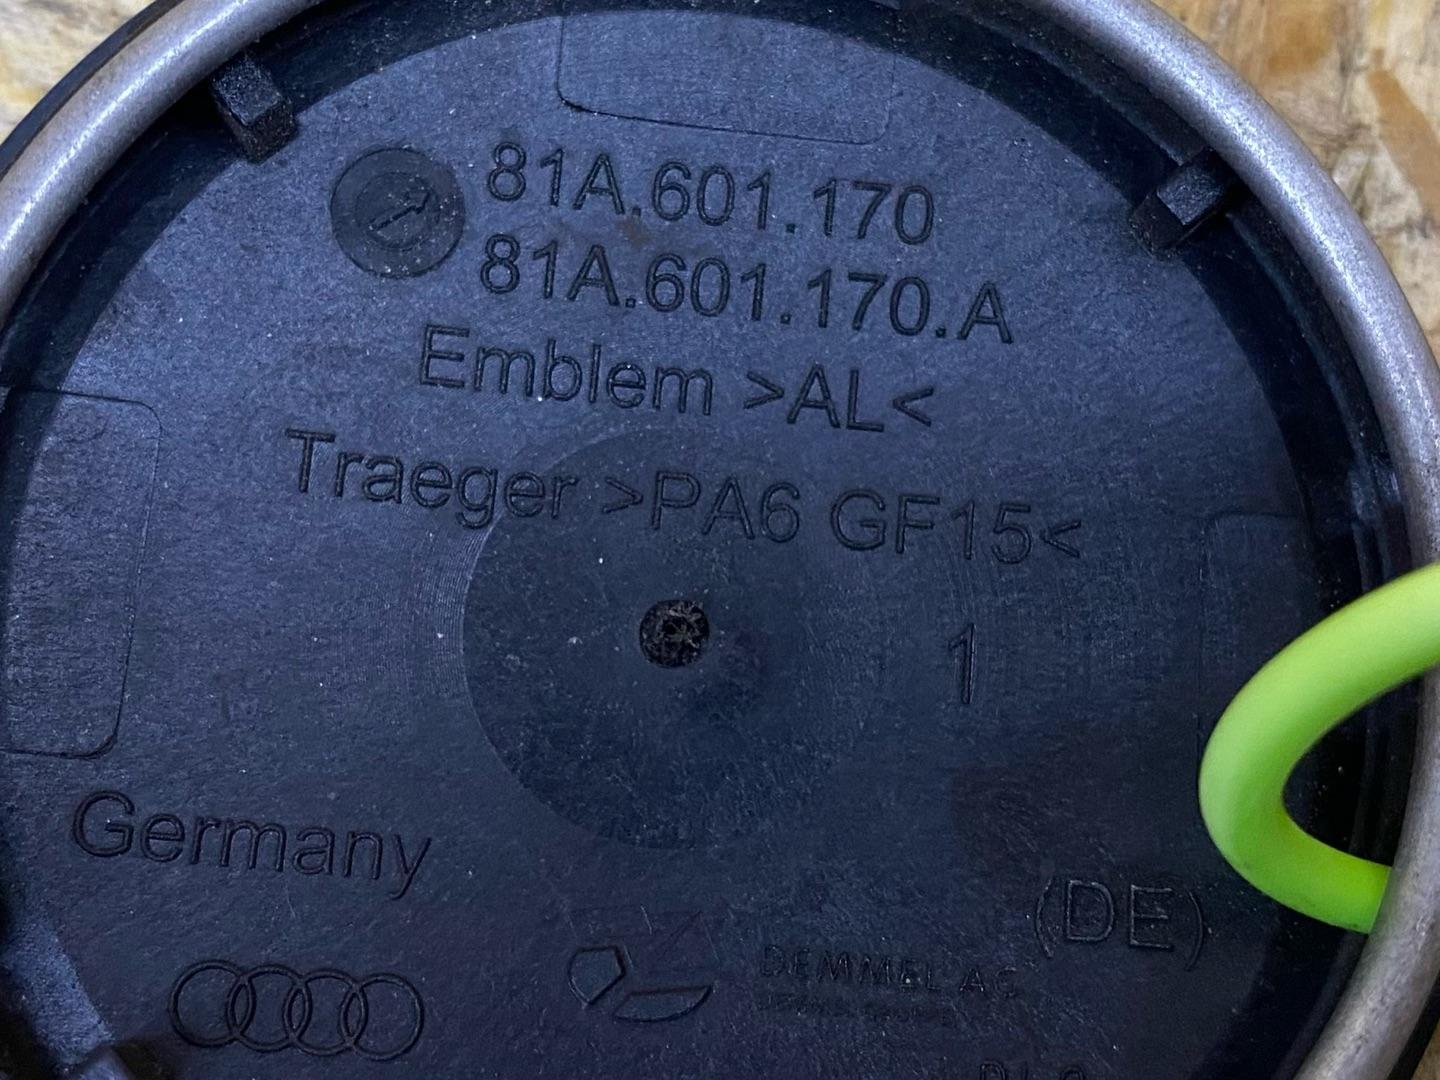 81A.601.170
81A.601.170.A
Emblem >AL<
Traeger >PA6 GF15<
1
Germany
(DE)
DEMMEL AG